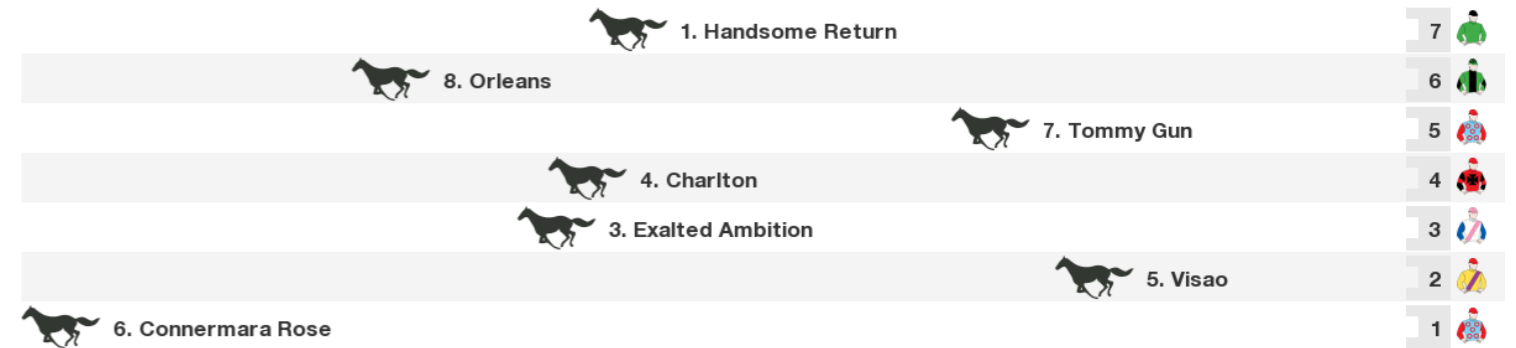 1. Handsome Return 7
8. Orleans 6
7. Tommy Gun 5
4. Charlton 4
3. Exalted Ambition 3
5. Visao 2
6. Connermara Rose 1